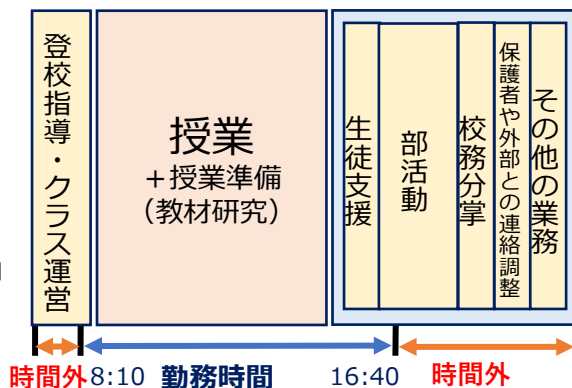 登校指導・クラス運営
授業
＋授業準備
（教材研究）
生徒支援
部活動
校務分掌
保護者や外部との連絡調整
その他の業務
時間外
8:10
勤務時間
16:40
時間外